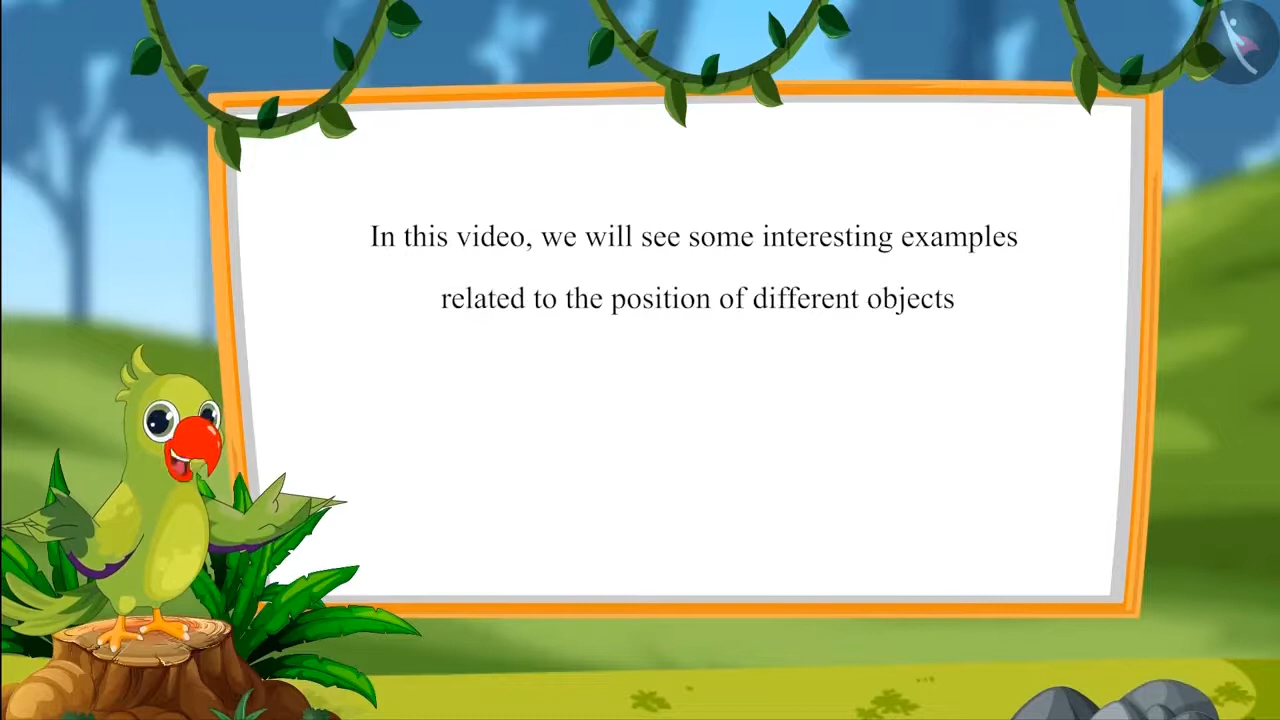 In this video, we will see some interesting examples
related to the position of different objects